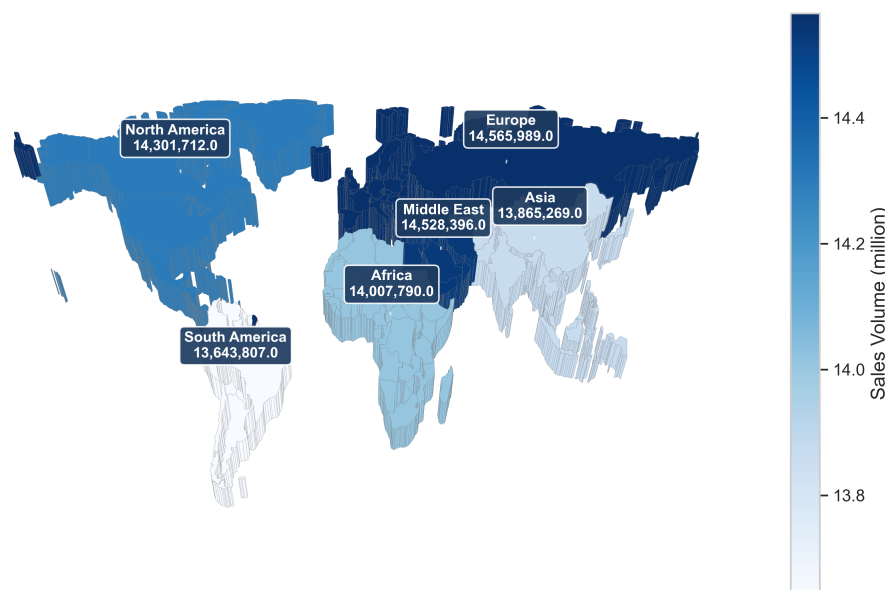 North America
14,301,712.0
Europe
14,565,989.0
Asia
13,865,269.0
Middle East
14,528,396.0
Africa
14,007,790.0
South America
13,643,807.0
14.4
14.2
14.0
13.8
Sales Volume (million)